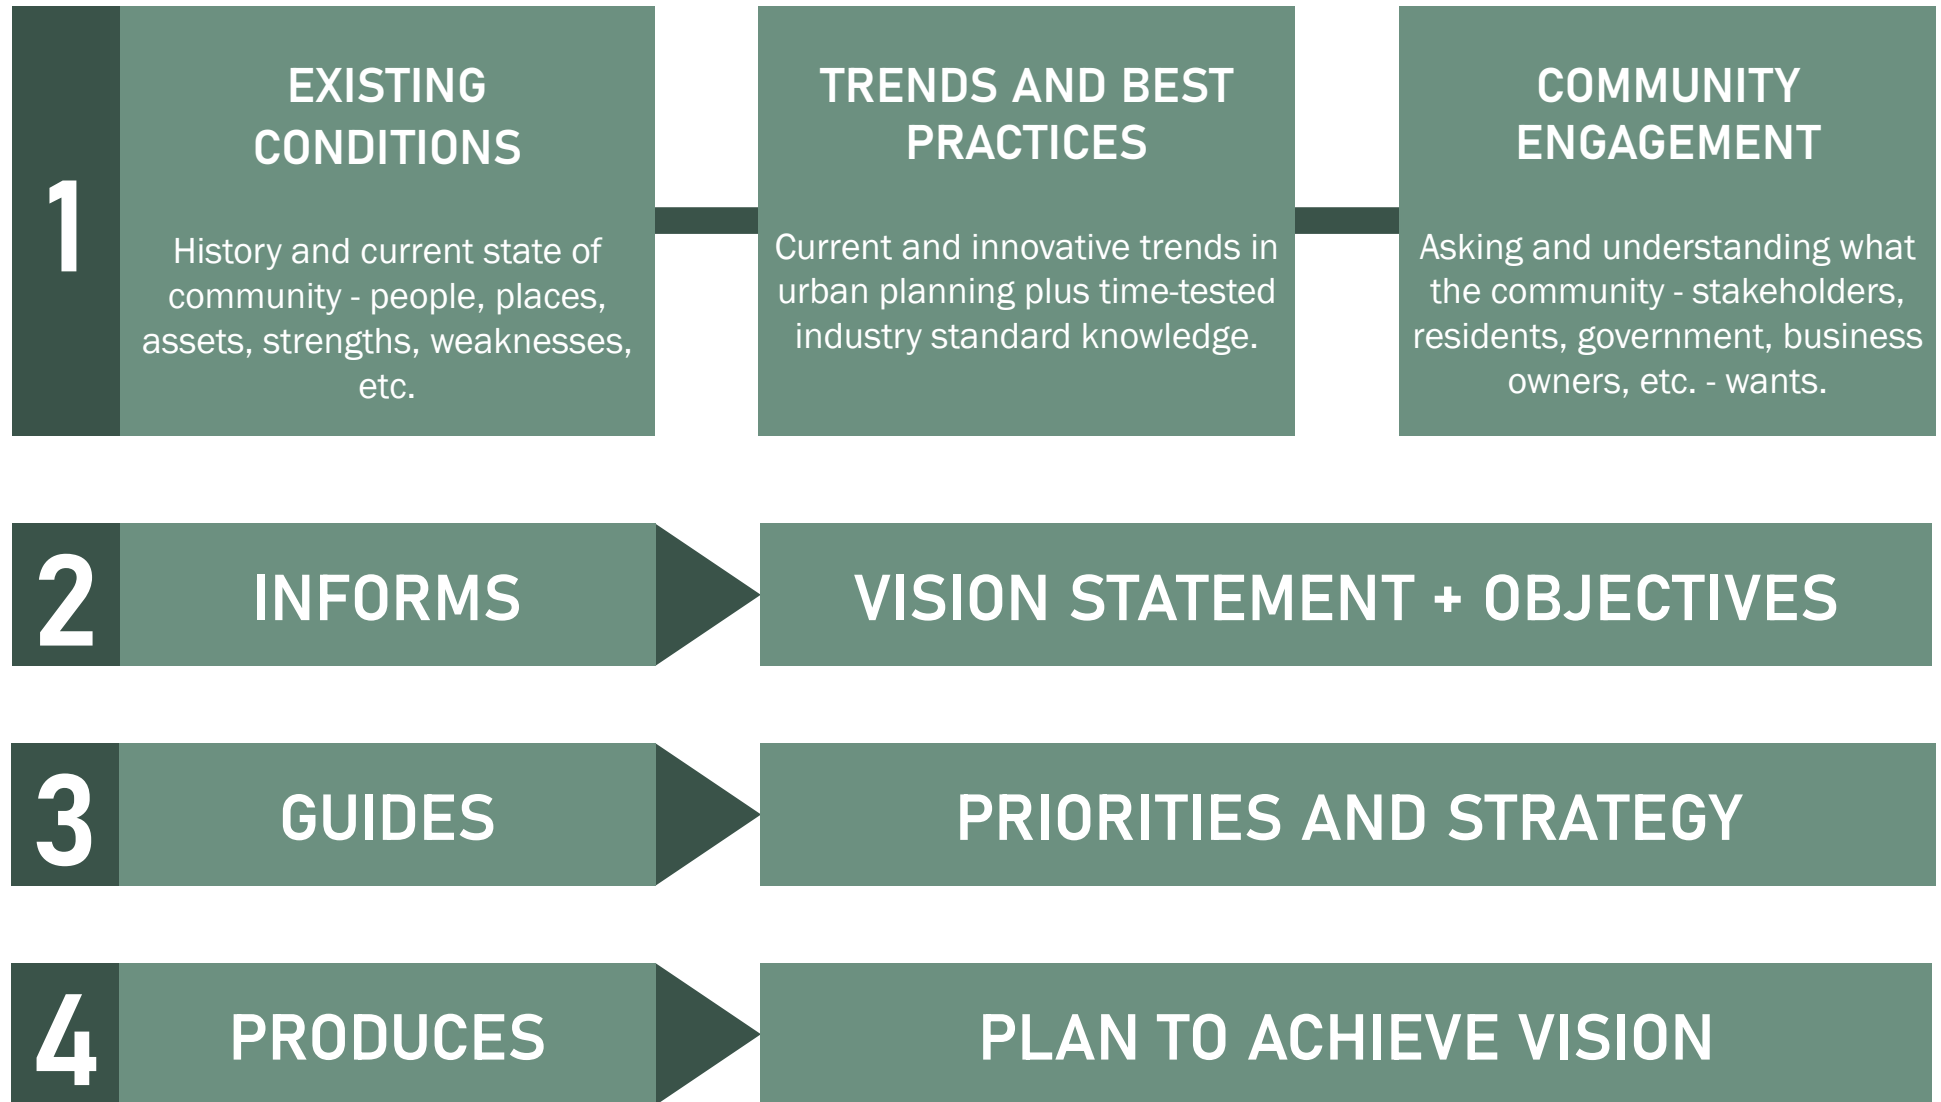 1
EXISTING
CONDITIONS
History and current state of
community - people, places,
assets, strengths, weaknesses,
etc.
TRENDS AND BEST
PRACTICES
Current and innovative trends in
urban planning plus time-tested
industry standard knowledge.
COMMUNITY
ENGAGEMENT
Asking and understanding what
the community - stakeholders,
residents, government, business
owners, etc. - wants.
2
INFORMS
VISION STATEMENT + OBJECTIVES
3
GUIDES
PRIORITIES AND STRATEGY
4
PRODUCES
PLAN TO ACHIEVE VISION